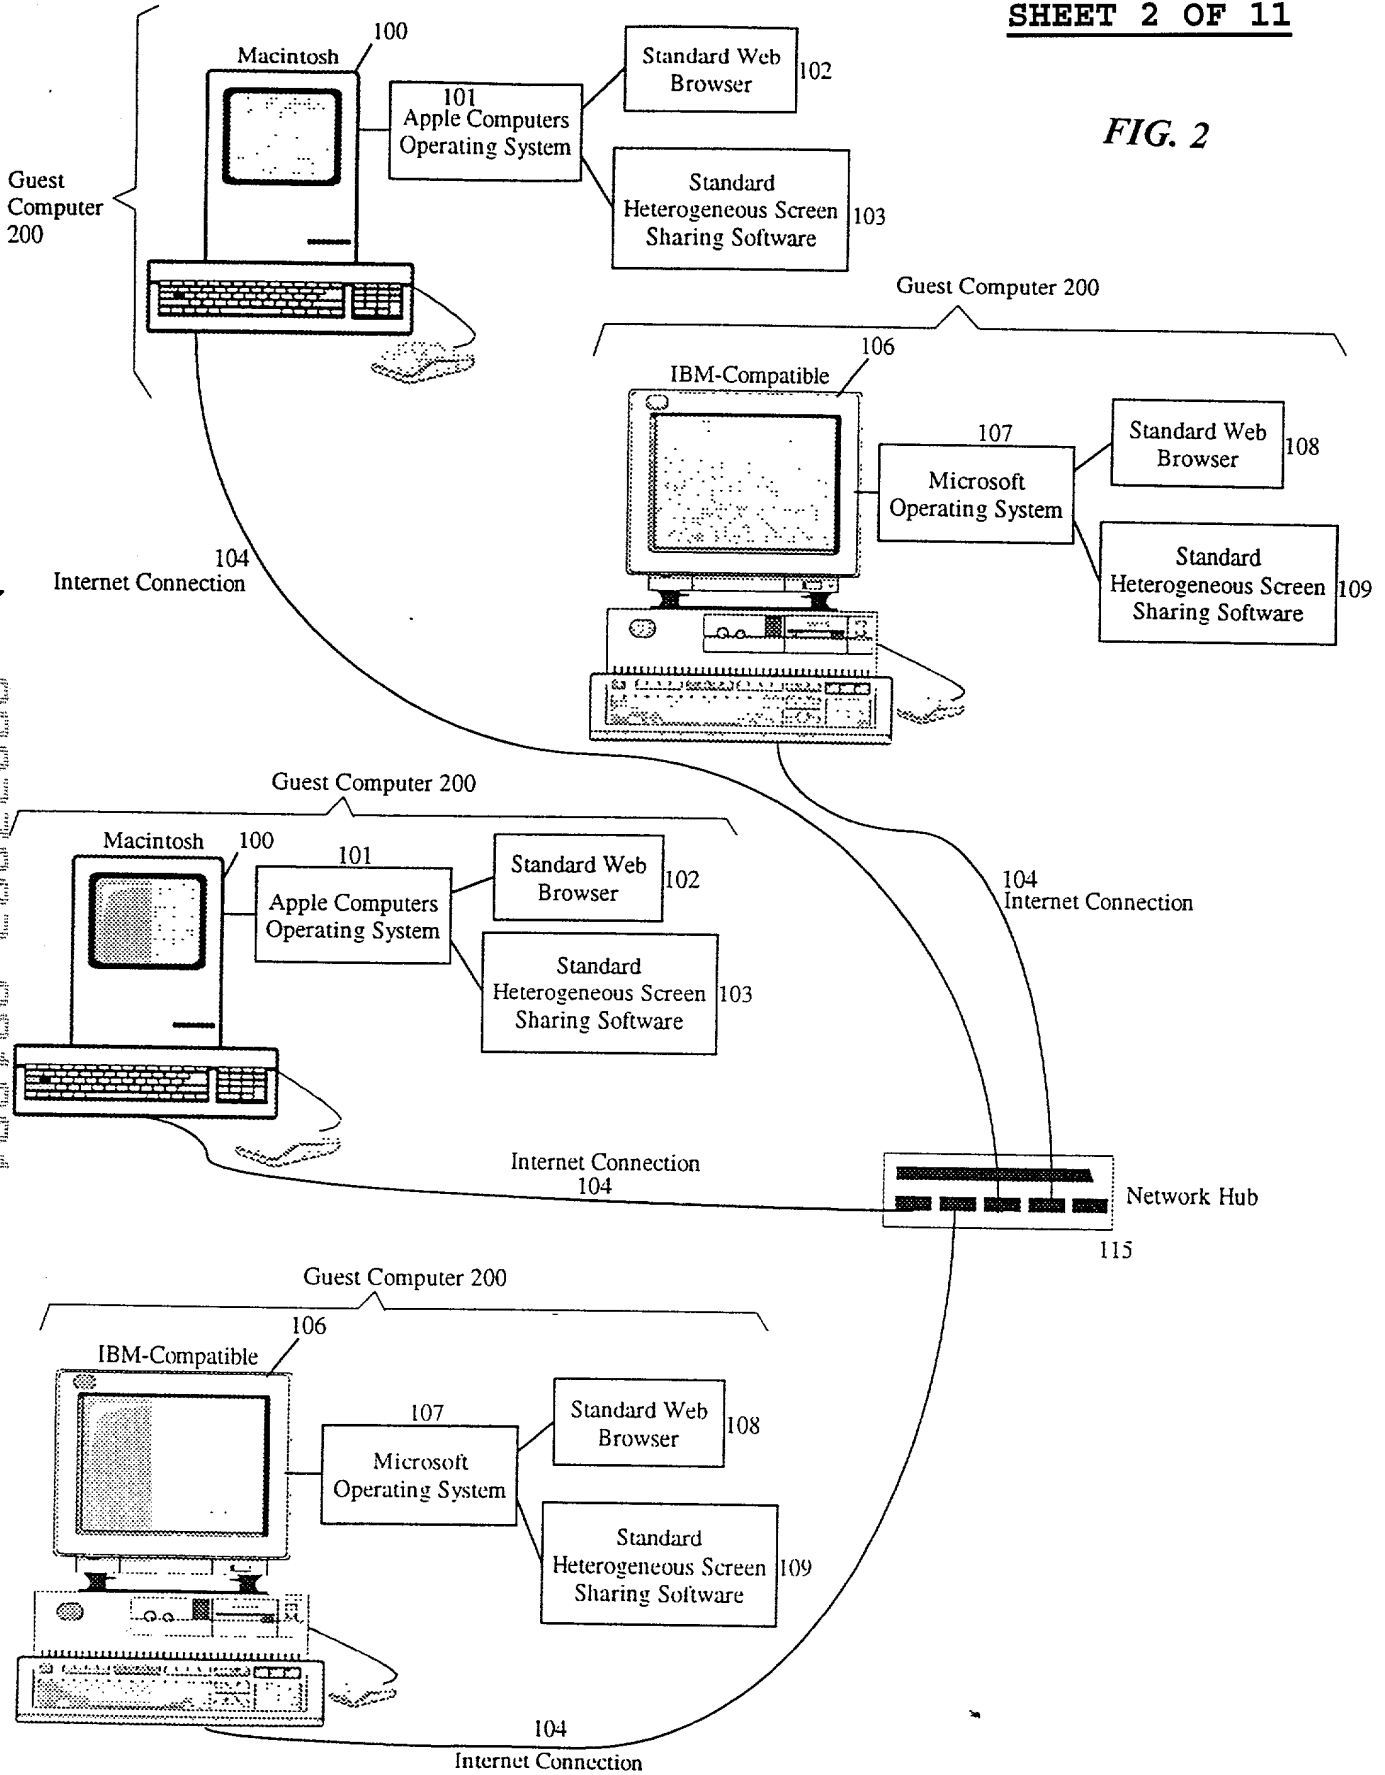 SHEET 2 OF 11
FIG. 2
Guest
Computer
200
Macintosh
100
101
Apple Computers
Operating System
Standard Web
Browser
102
Standard
Heterogeneous Screen
Sharing Software
103
104
Internet Connection
Guest Computer 200
IBM-Compatible
106
107
Microsoft
Operating System
Standard Web
Browser
108
Standard
Heterogeneous Screen
Sharing Software
109
104
Internet Connection
Guest Computer 200
Macintosh
100
101
Apple Computers
Operating System
Standard Web
Browser
102
Standard
Heterogeneous Screen
Sharing Software
103
Internet Connection
104
Network Hub
115
Guest Computer 200
IBM-Compatible
106
107
Microsoft
Operating System
Standard Web
Browser
108
Standard
Heterogeneous Screen
Sharing Software
109
104
Internet Connection